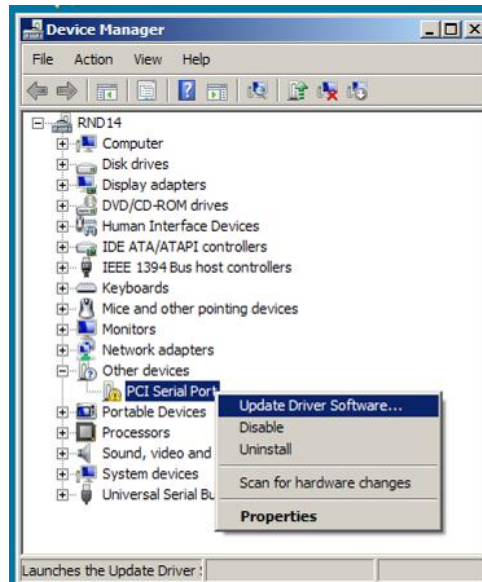 Device Manager
File Action View Help
RND14
Computer
Disk drives
Display adapters
DVD/CD-ROM drives
Human Interface Devices
IDE ATA/ATAPI controllers
IEEE 1394 Bus host controllers
Keyboards
Mice and other pointing devices
Monitors
Network adapters
Other devices
PCI Serial Port
Update Driver Software...
Portable Devices
Disable
Processors
Uninstall
Sound, video and
System devices
Scan for hardware changes
Universal Serial Bu
Properties
Launches the Update Driver S